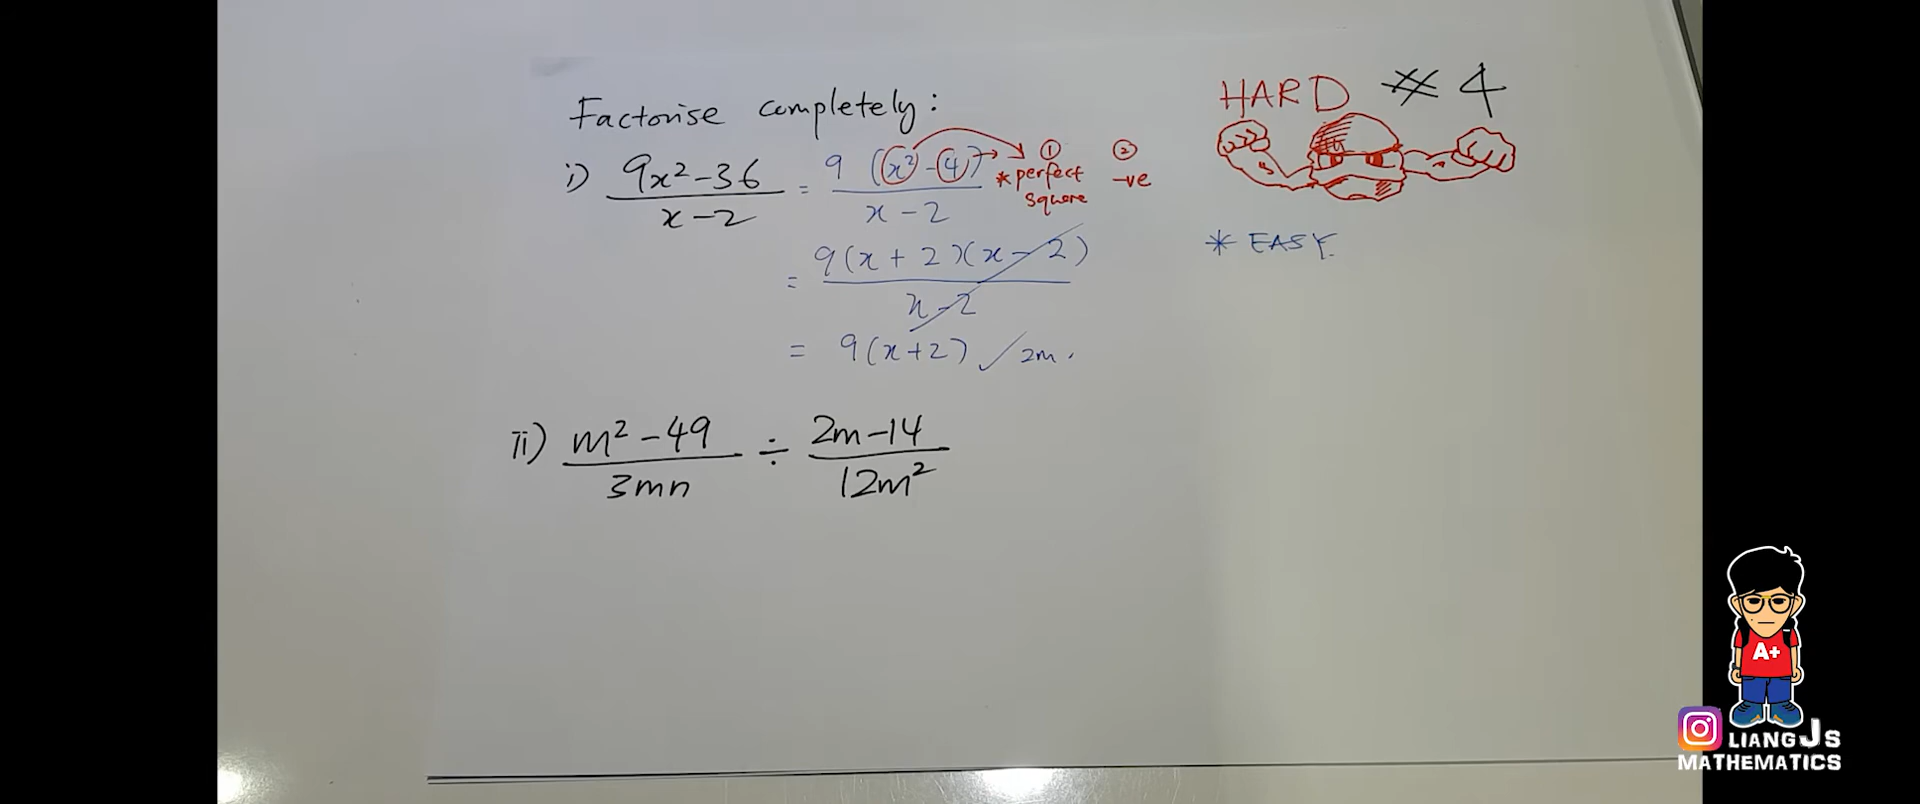 HARD # 4
Factorise completely:
i) (9x²-36)/(x-2) = 9(x²-4)/(x-2)
① ②
* perfect square -ve
= 9(x+2)(x-2)/(x-2)
* EASY.
= 9(x+2) ✓ 2m.
ii) (m²-49)/(3mn) ÷ (2m-14)/(12m²)
A+
LIANGJS
MATHEMATICS